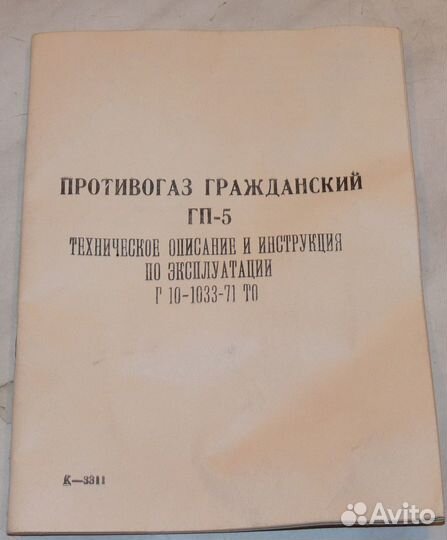 ПРОТИВОГАЗ ГРАЖДАНСКИЙ
ГП-5
ТЕХНИЧЕСКОЕ ОПИСАНИЕ И ИНСТРУКЦИЯ
ПО ЭКСПЛУАТАЦИИ
Г 10-1033-71 ТО
К—3311
Avito